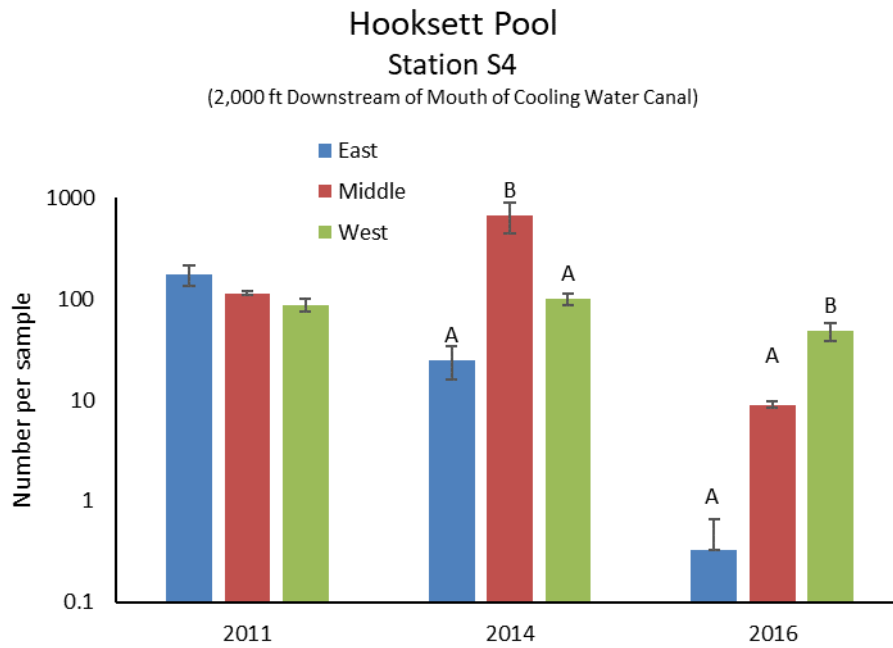 Hooksett Pool
Station S4
(2,000 ft Downstream of Mouth of Cooling Water Canal)
East
Middle
West
Number per sample
1000
100
10
1
0.1
A
B
A
A
A
B
2011
2014
2016